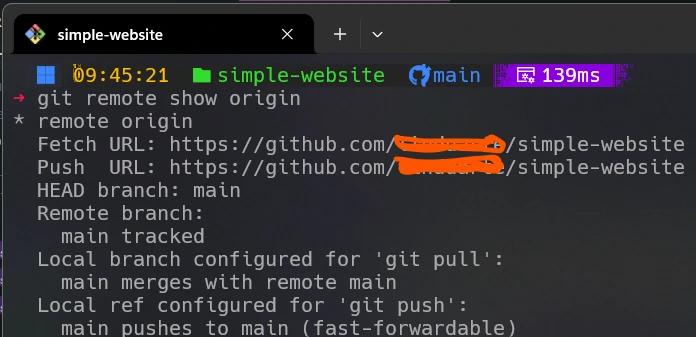 simple-website
09:45:21 simple-website main 139ms
git remote show origin
* remote origin
Fetch URL: https://github.com/ /simple-website
Push  URL: https://github.com/ /simple-website
HEAD branch: main
Remote branch:
main tracked
Local branch configured for 'git pull':
main merges with remote main
Local ref configured for 'git push':
main pushes to main (fast-forwardable)